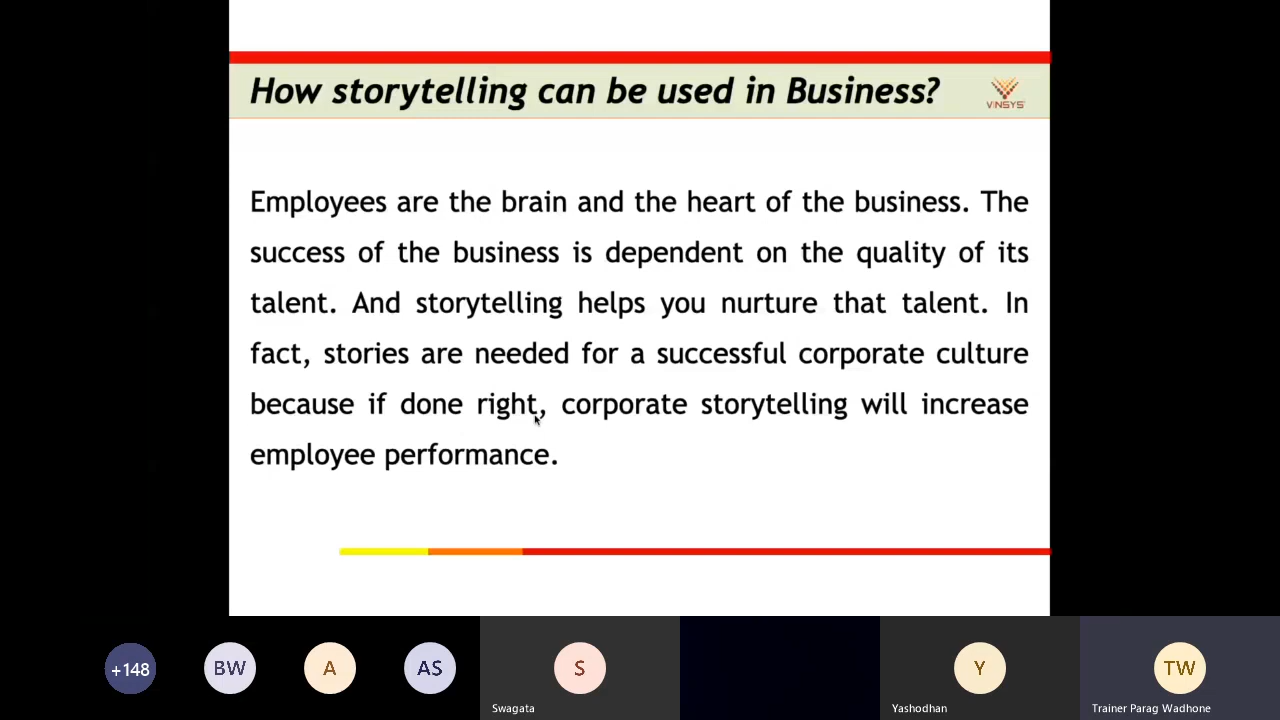 How storytelling can be used in Business?
VINSYS
Employees are the brain and the heart of the business. The
success of the business is dependent on the quality of its
talent. And storytelling helps you nurture that talent. In
fact, stories are needed for a successful corporate culture
because if done right, corporate storytelling will increase
employee performance.
+148
BW
A
AS
S
Y
TW
Swagata
Yashodhan
Trainer Parag Wadhone